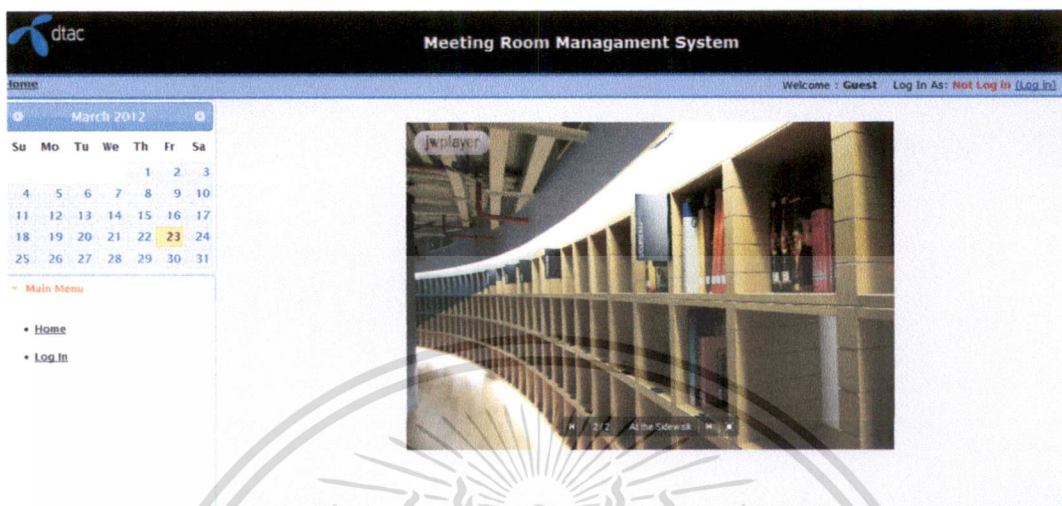 dtac
Meeting Room Managament System
Home
Welcome : Guest Log In As: Not Log in (Log in)
March 2012
Su Mo Tu We Th Fr Sa
1 2 3
4 5 6 7 8 9 10
11 12 13 14 15 16 17
18 19 20 21 22 23 24
25 26 27 28 29 30 31
Main Menu
• Home
• Log In
jwplayer
2 / 2 At the Sidewalk